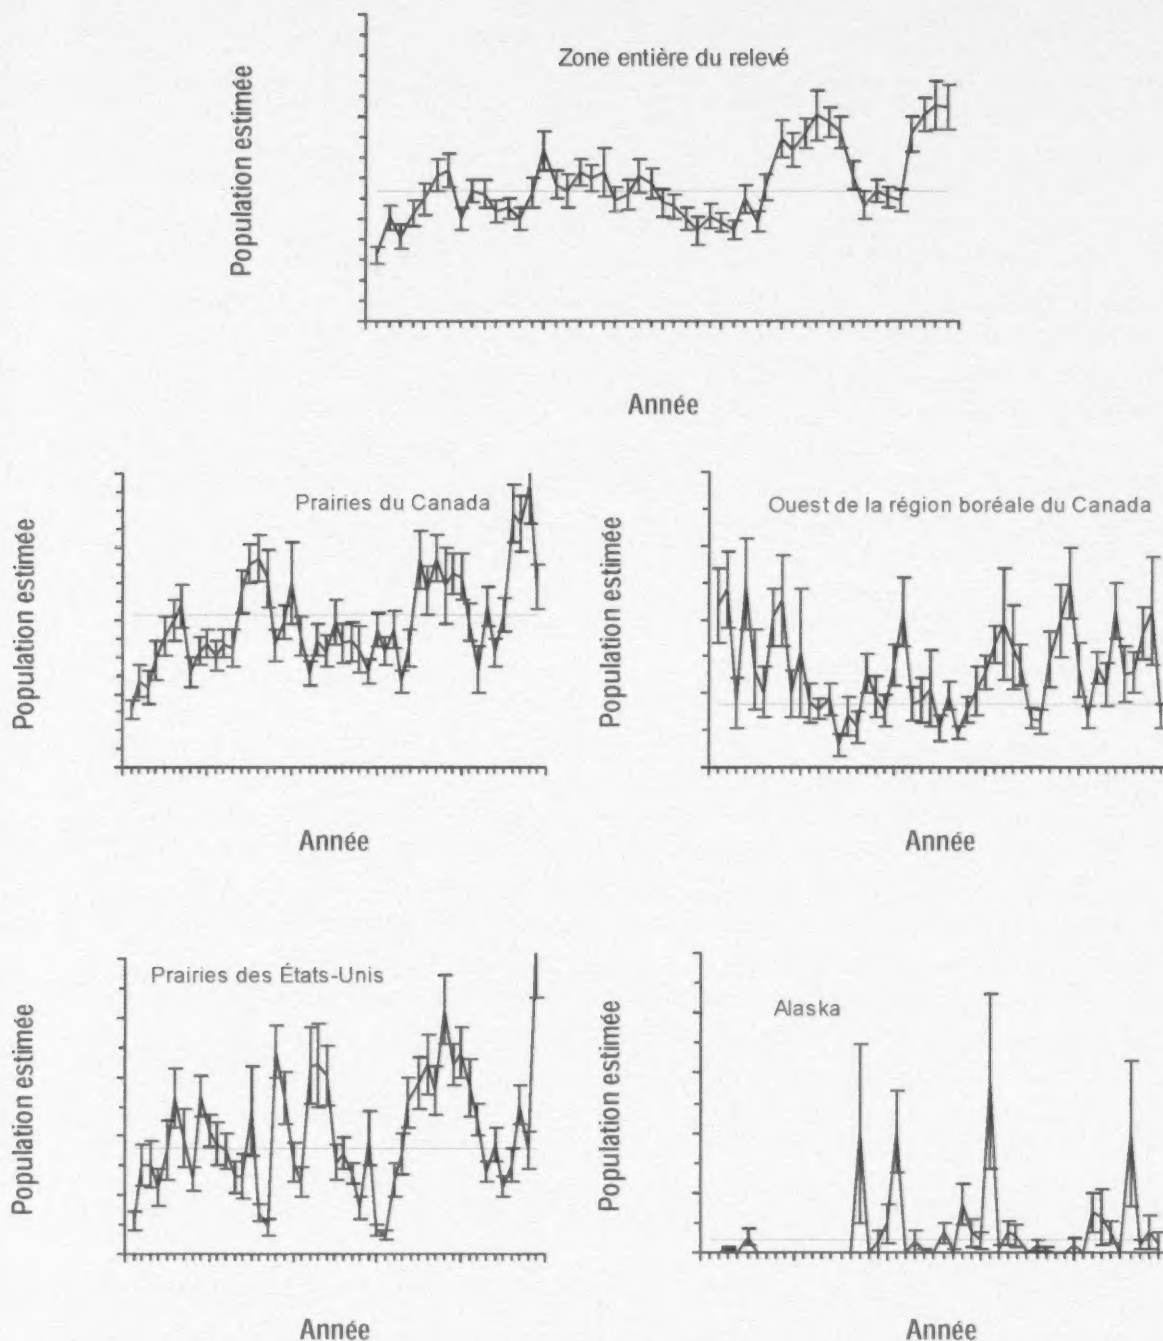 Zone entière du relevé
Population estimée
Année
Prairies du Canada
Population estimée
Année
Ouest de la région boréale du Canada
Population estimée
Année
Prairies des États-Unis
Population estimée
Année
Alaska
Population estimée
Année